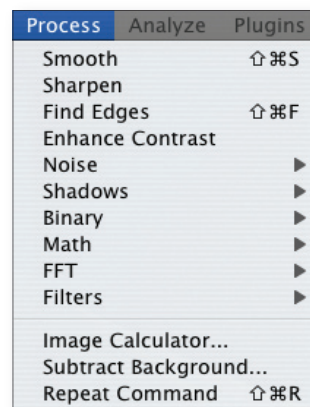 Process Analyze Plugins
Smooth ⇧⌘S
Sharpen
Find Edges ⇧⌘F
Enhance Contrast
Noise ▶
Shadows ▶
Binary ▶
Math ▶
FFT ▶
Filters ▶
Image Calculator...
Subtract Background...
Repeat Command ⇧⌘R